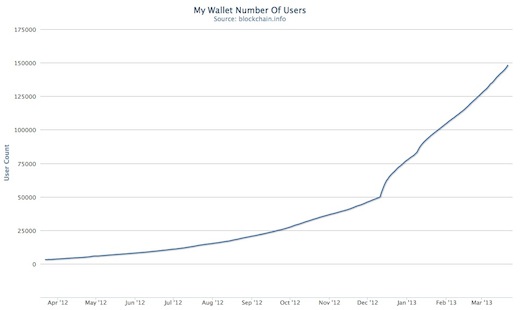 My Wallet Number Of Users
Source: blockchain.info
User Count
175000
150000
125000
100000
75000
50000
25000
0
Apr '12 May '12 Jun '12 Jul '12 Aug '12 Sep '12 Oct '12 Nov '12 Dec '12 Jan '13 Feb '13 Mar '13